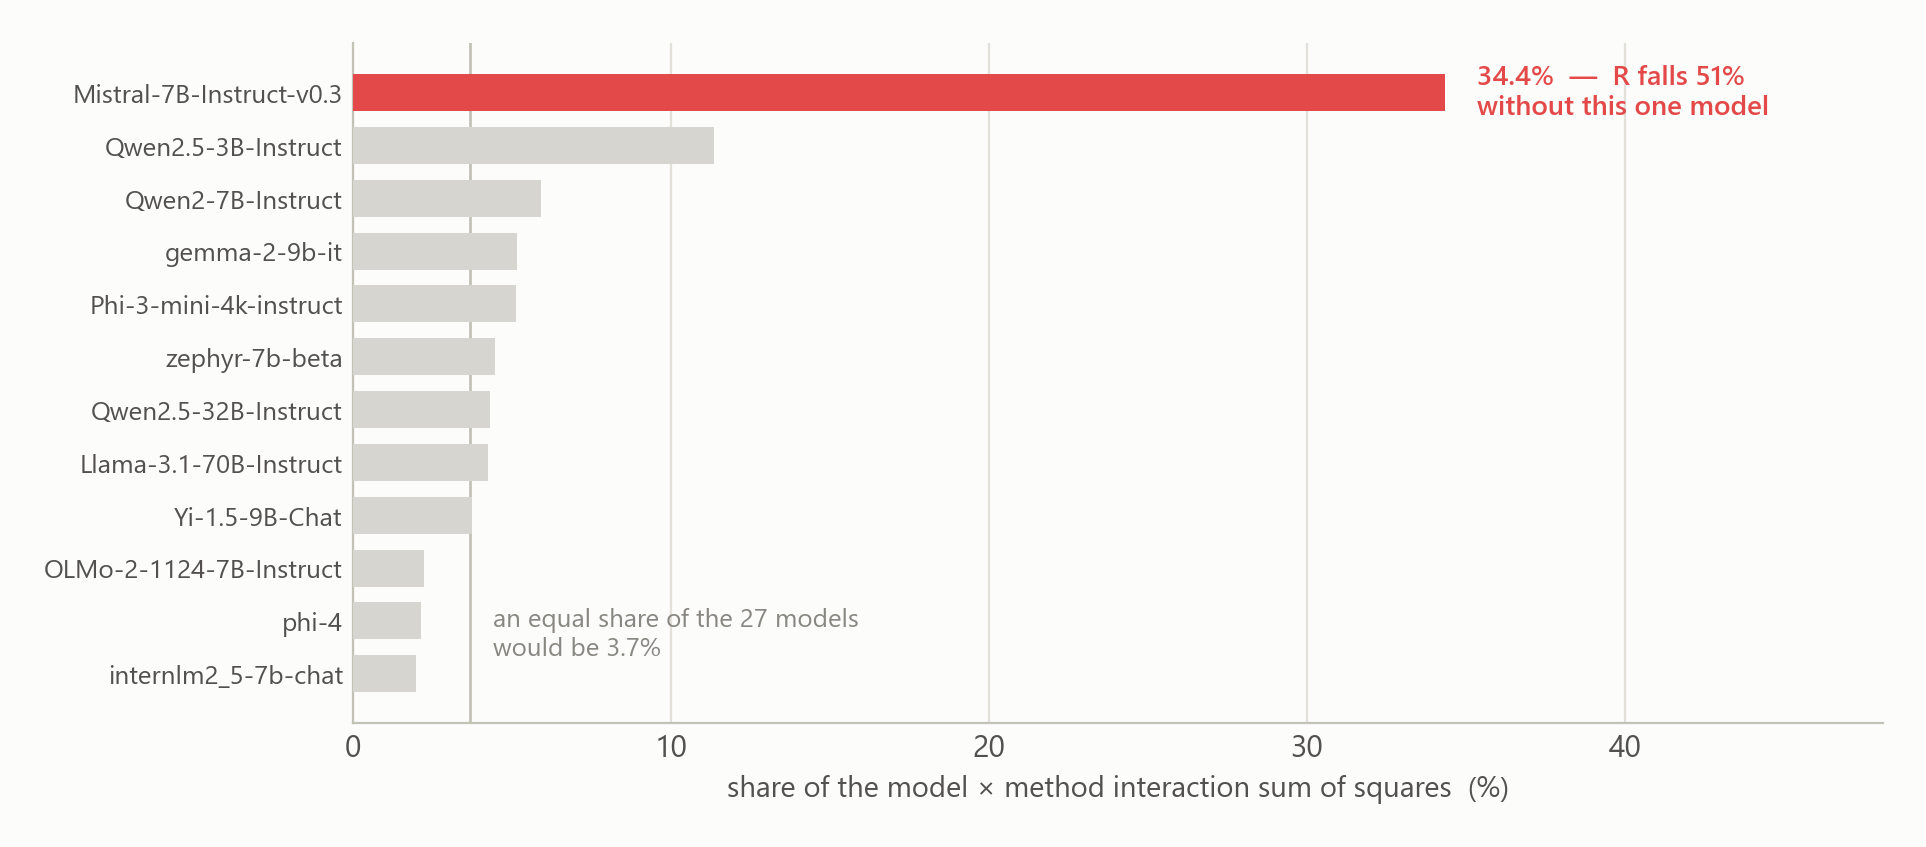 Mistral-7B-Instruct-v0.3
34.4% — R falls 51%
without this one model
Qwen2.5-3B-Instruct
Qwen2-7B-Instruct
gemma-2-9b-it
Phi-3-mini-4k-instruct
zephyr-7b-beta
Qwen2.5-32B-Instruct
Llama-3.1-70B-Instruct
Yi-1.5-9B-Chat
OLMo-2-1124-7B-Instruct
phi-4
an equal share of the 27 models
would be 3.7%
internlm2_5-7b-chat
0 10 20 30 40
share of the model × method interaction sum of squares (%)